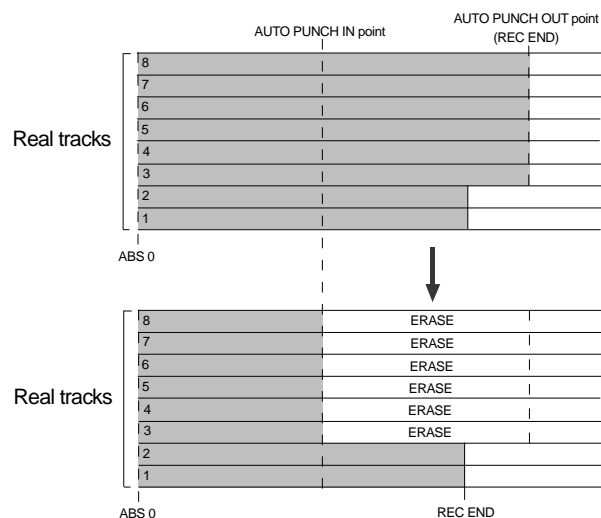 AUTO PUNCH IN point
AUTO PUNCH OUT point
(REC END)
Real tracks
8
7
6
5
4
3
2
1
ABS 0
Real tracks
8 ERASE
7 ERASE
6 ERASE
5 ERASE
4 ERASE
3 ERASE
2
1
ABS 0
REC END